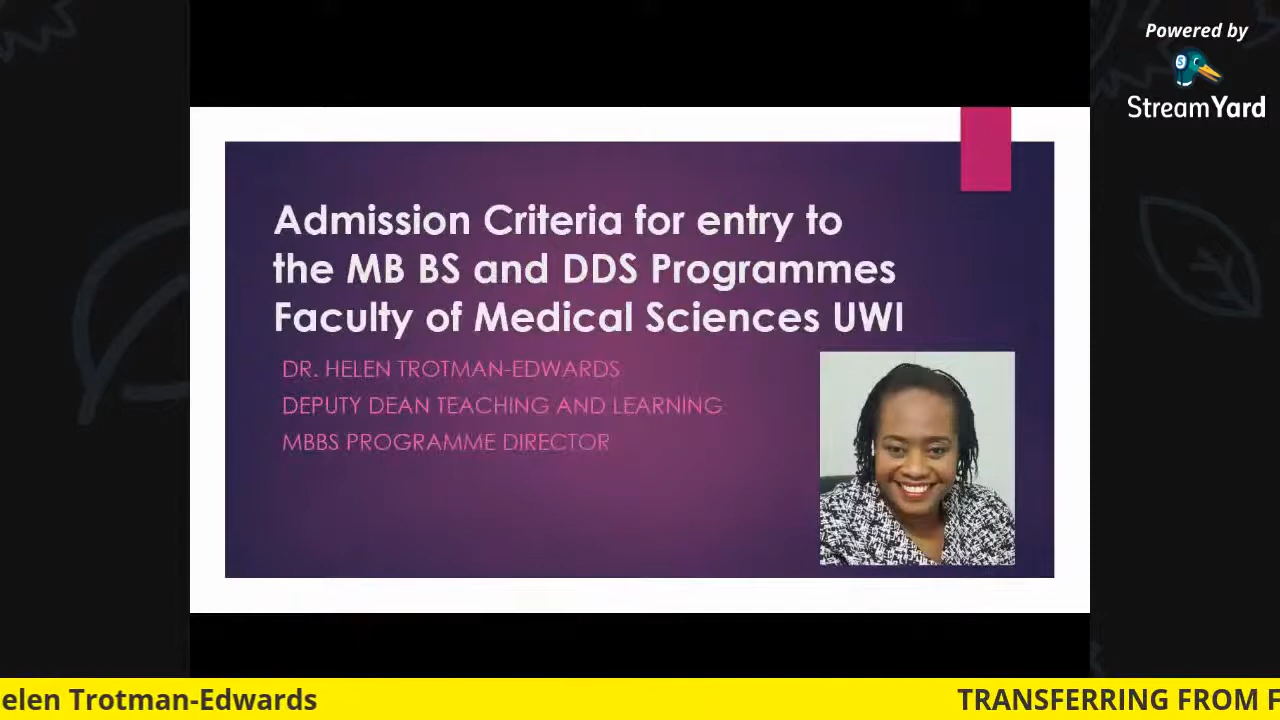 Powered by
StreamYard
Admission Criteria for entry to
the MB BS and DDS Programmes
Faculty of Medical Sciences UWI
DR. HELEN TROTMAN-EDWARDS
DEPUTY DEAN TEACHING AND LEARNING
MBBS PROGRAMME DIRECTOR
elen Trotman-Edwards
TRANSFERRING FROM F